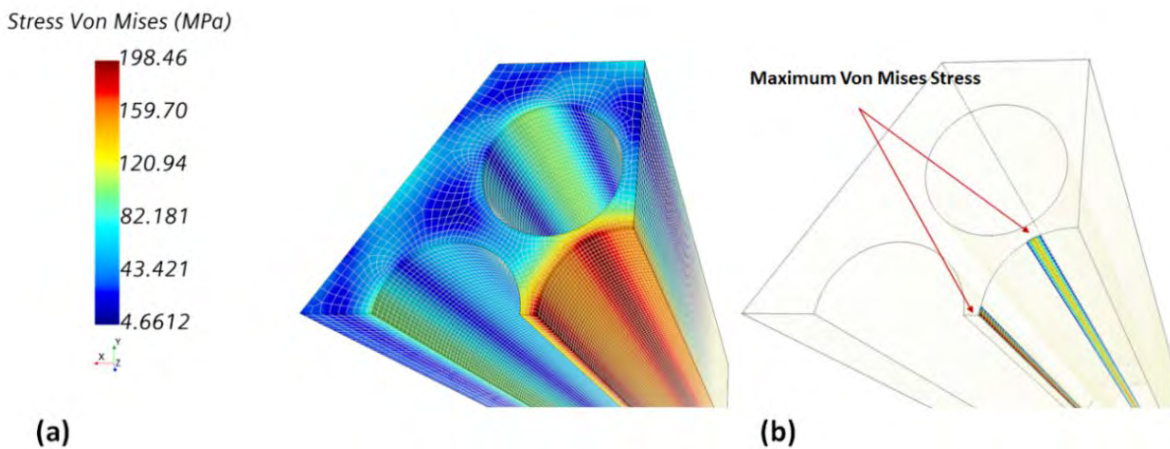 Stress Von Mises (MPa)
198.46
159.70
120.94
82.181
43.421
4.6612
Y
X
Z
Maximum Von Mises Stress
(a)
(b)